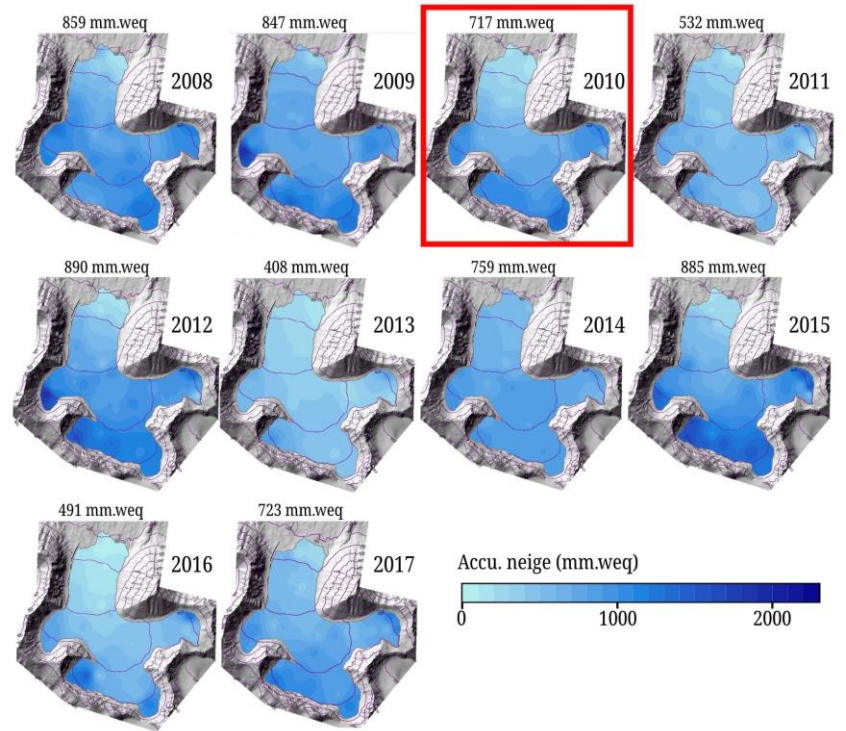 859 mm.weq
2008
847 mm.weq
2009
717 mm.weq
2010
532 mm.weq
2011
890 mm.weq
2012
408 mm.weq
2013
759 mm.weq
2014
885 mm.weq
2015
491 mm.weq
2016
723 mm.weq
2017
Accu. neige (mm.weq)
0 1000 2000